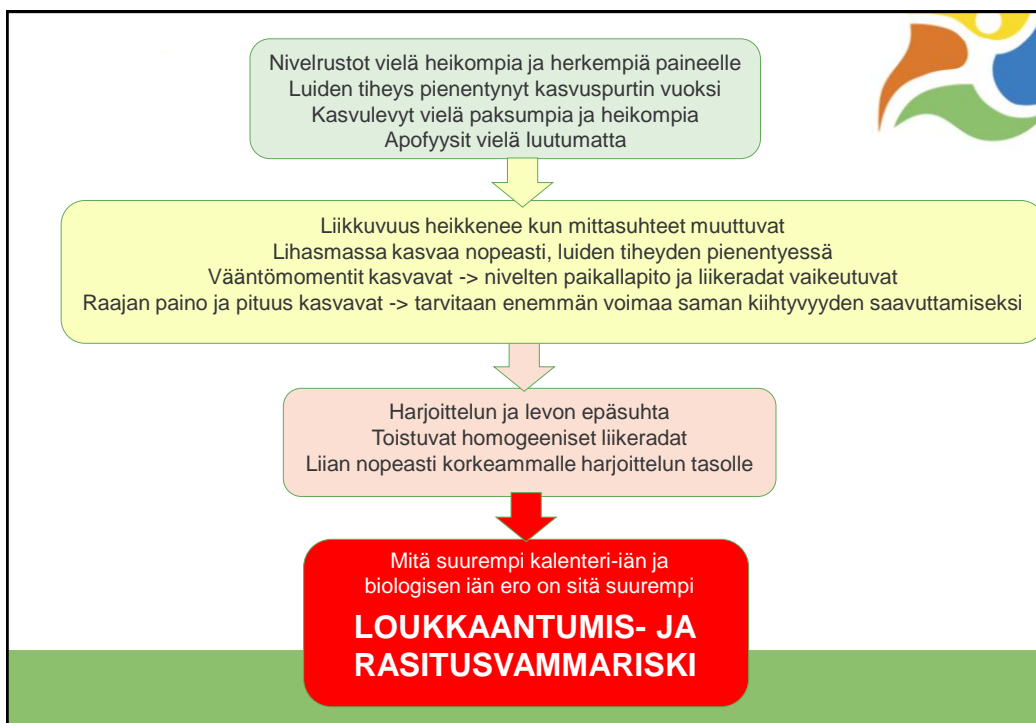 Nivelrustot vielä heikompia ja herkempiä paineelle
Luiden tiheys pienentynyt kasvuspurtin vuoksi
Kasvulevyt vielä paksumpia ja heikompia
Apofyysit vielä luutumatta
Liikkuvuus heikkenee kun mittasuhteet muuttuvat
Lihasmassa kasvaa nopeasti, luiden tiheyden pienentyessä
Vääntömomentit kasvavat -> nivelten paikallapito ja liikeradat vaikeutuvat
Raajan paino ja pituus kasvavat -> tarvitaan enemmän voimaa saman kiihtyvyyden saavuttamiseksi
Harjoittelun ja levon epäsuhta
Toistuvat homogeeniset liikeradat
Liian nopeasti korkeammalle harjoittelun tasolle
Mitä suurempi kalenteri-iän ja
biologisen iän ero on sitä suurempi
LOUKKAANTUMIS- JA
RASITUSVAMMARISKI